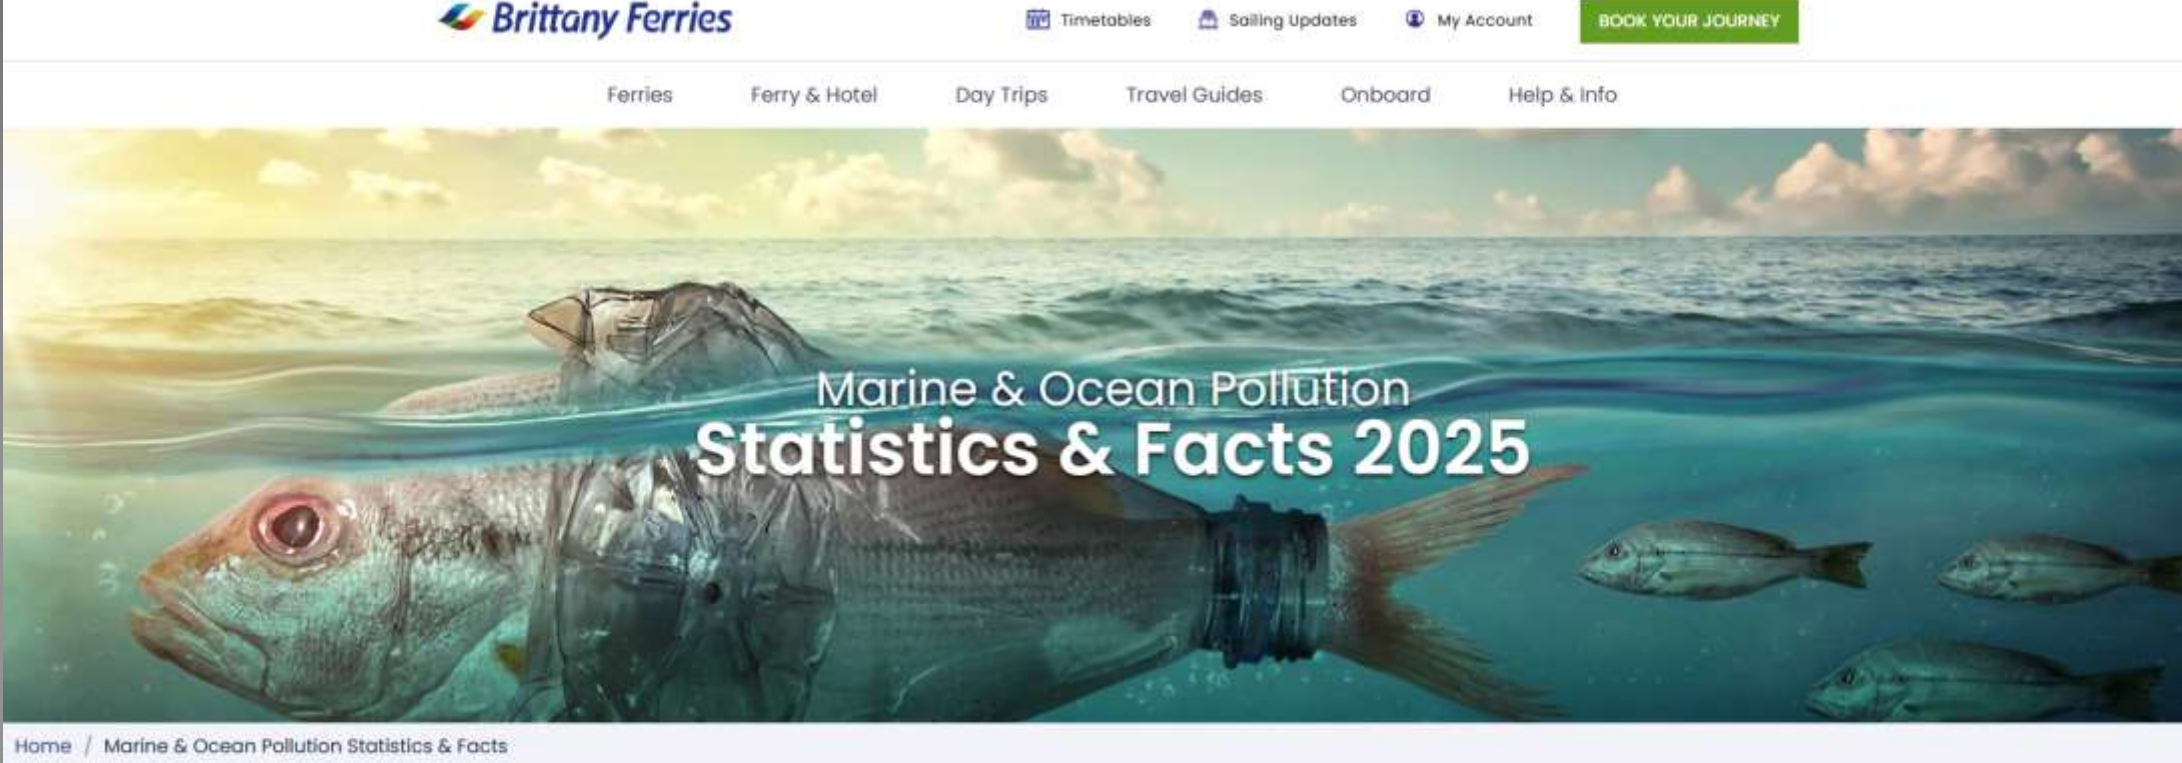 Brittany Ferries
Timetables
Sailing Updates
My Account
BOOK YOUR JOURNEY
Ferries
Ferry & Hotel
Day Trips
Travel Guides
Onboard
Help & Info
Marine & Ocean Pollution
Statistics & Facts 2025
Home / Marine & Ocean Pollution Statistics & Facts